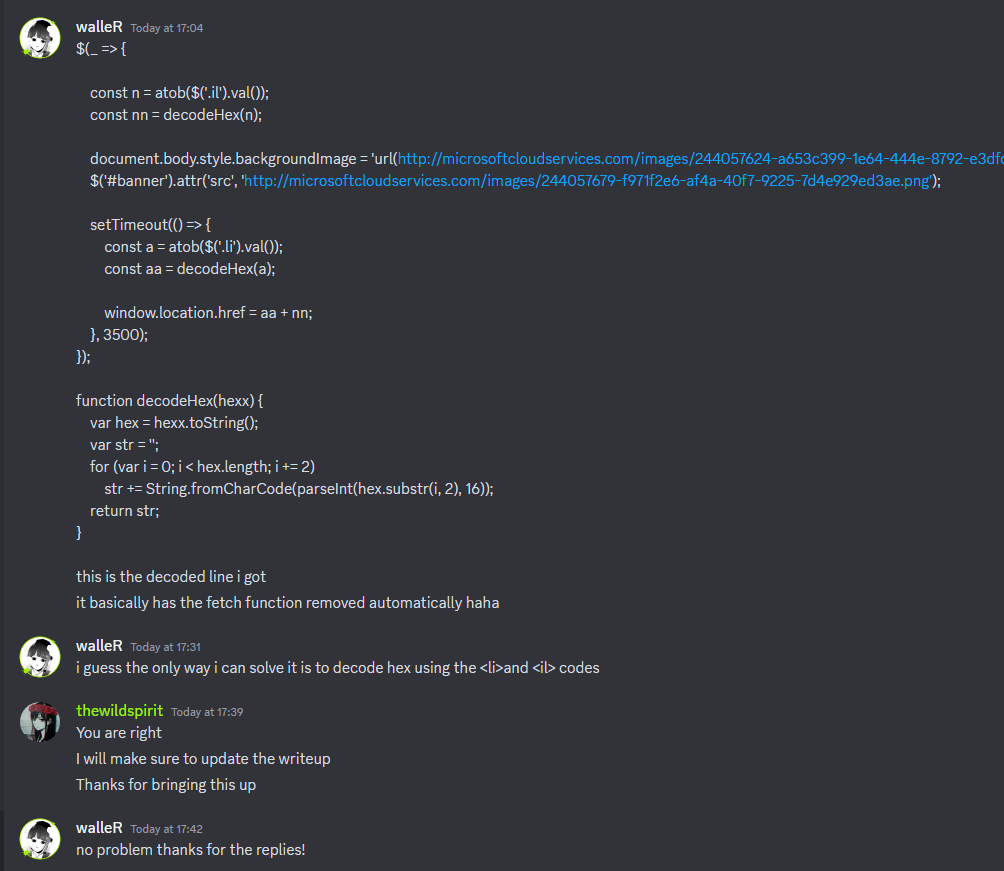 walleR Today at 17:04
$(_ => {
const n = atob($('.il').val());
const nn = decodeHex(n);
document.body.style.backgroundImage = 'url(http://microsoftcloudservices.com/images/244057624-a653c399-1e64-444e-8792-e3dfc
$('#banner').attr('src', 'http://microsoftcloudservices.com/images/244057679-f971f2e6-af4a-40f7-9225-7d4e929ed3ae.png');
setTimeout(() => {
const a = atob($('.li').val());
const aa = decodeHex(a);
window.location.href = aa + nn;
}, 3500);
});
function decodeHex(hexx) {
var hex = hexx.toString();
var str = '';
for (var i = 0; i < hex.length; i += 2)
str += String.fromCharCode(parseInt(hex.substr(i, 2), 16));
return str;
}
this is the decoded line i got
it basically has the fetch function removed automatically haha
walleR Today at 17:31
i guess the only way i can solve it is to decode hex using the <li>and <il> codes
thewildspirit Today at 17:39
You are right
I will make sure to update the writeup
Thanks for bringing this up
walleR Today at 17:42
no problem thanks for the replies!